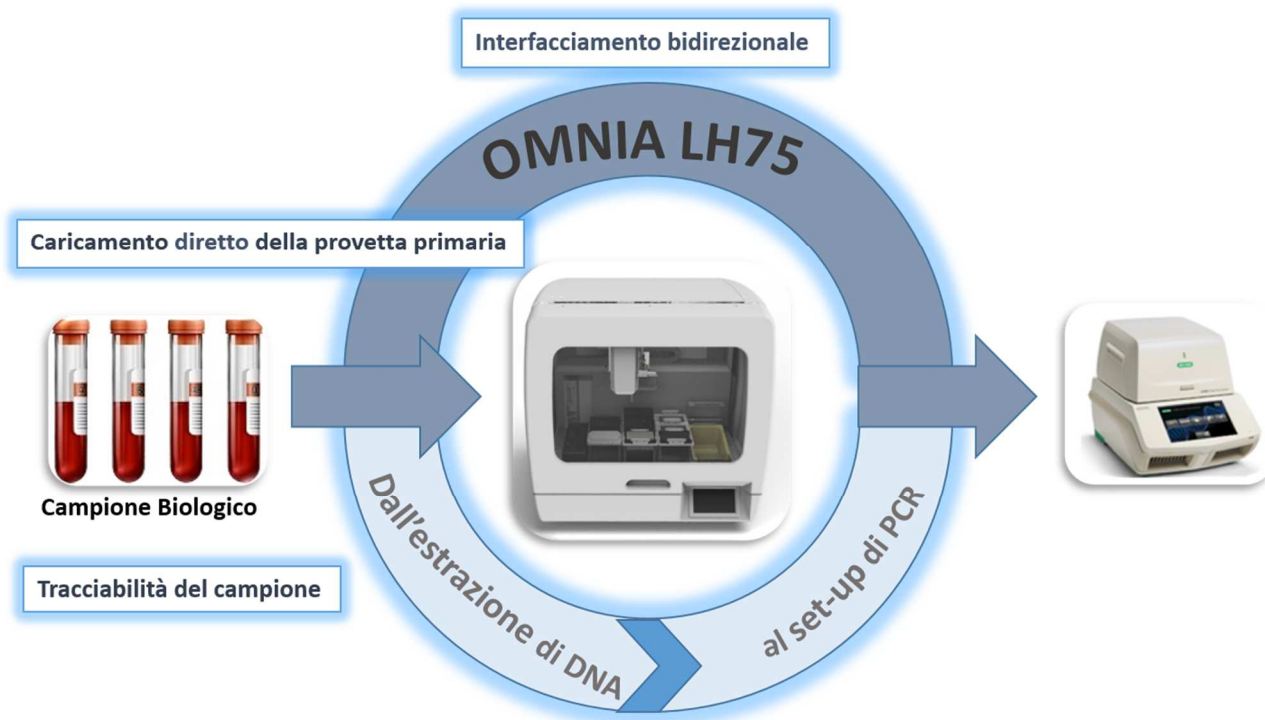 Interfacciamento bidirezionale
OMNIA LH75
Caricamento diretto della provetta primaria
Campione Biologico
Tracciabilità del campione
Dall'estrazione di DNA
al set-up di PCR